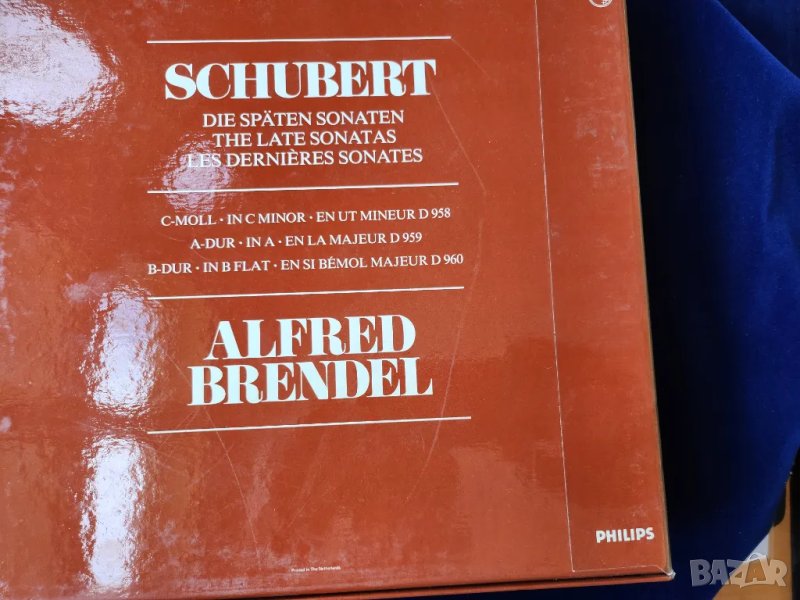 SCHUBERT
DIE SPÄTEN SONATEN
THE LATE SONATAS
LES DERNIÈRES SONATES
C-MOLL · IN C MINOR · EN UT MINEUR D 958
A-DUR · IN A · EN LA MAJEUR D 959
B-DUR · IN B FLAT · EN SI BÉMOL MAJEUR D 960
ALFRED
BRENDEL
PHILIPS
Printed in The Netherlands
BAZAR